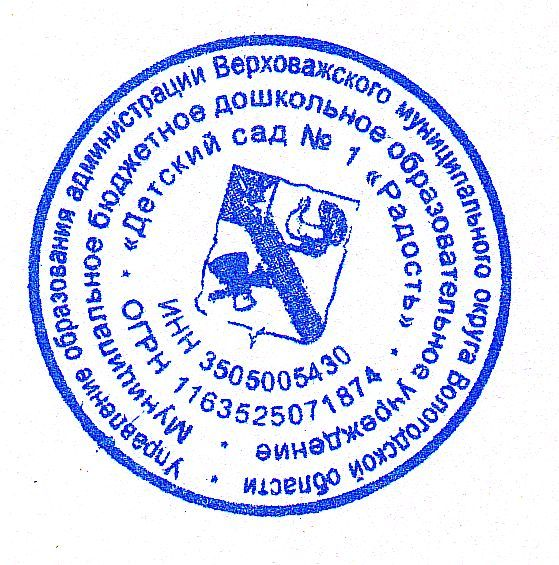 Управление образования администрации Верховажского муниципального округа Вологодской области *
Муниципальное бюджетное дошкольное образовательное учреждение *
* «Детский сад № 1 «Радость» *
ИНН 3505005430
ОГРН 1163525071874